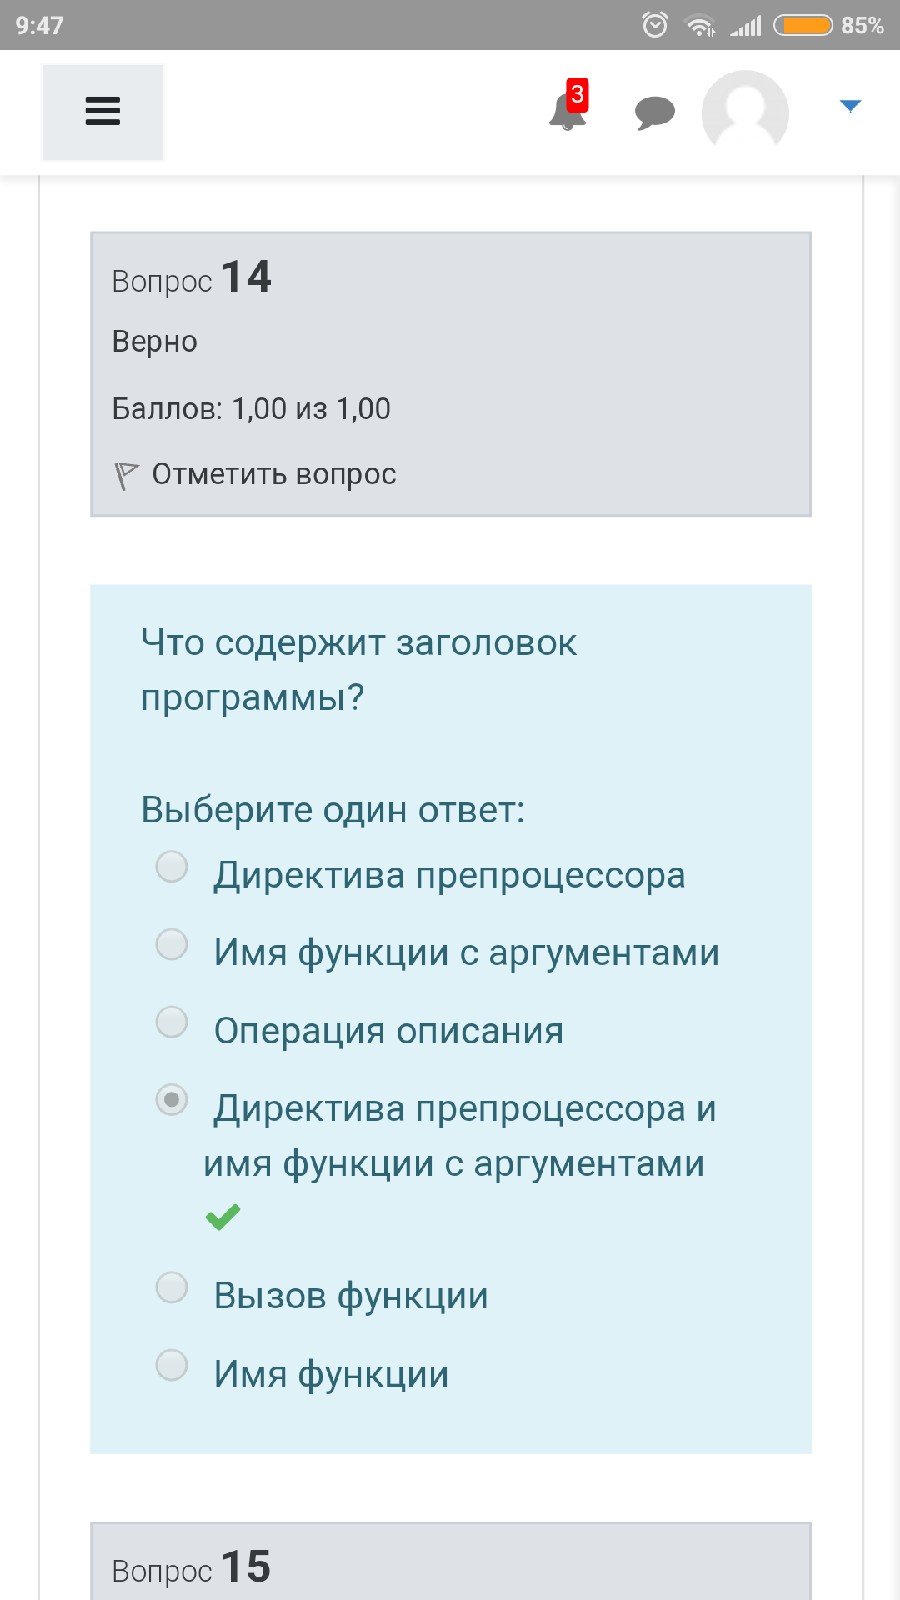 9:47
85%
3
Вопрос 14
Верно
Баллов: 1,00 из 1,00
Отметить вопрос
Что содержит заголовок
программы?
Выберите один ответ:
Директива препроцессора
Имя функции с аргументами
Операция описания
Директива препроцессора и
имя функции с аргументами
Вызов функции
Имя функции
Вопрос 15